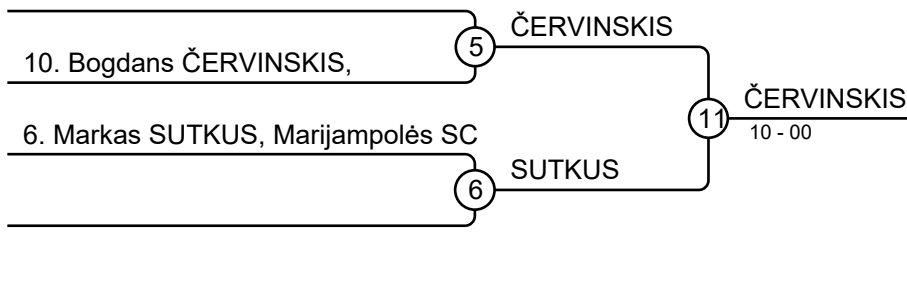 ČERVINSKIS
5
10. Bogdans ČERVINSKIS,
ČERVINSKIS
11
10 - 00
6. Markas SUTKUS, Marijampolės SC
SUTKUS
6